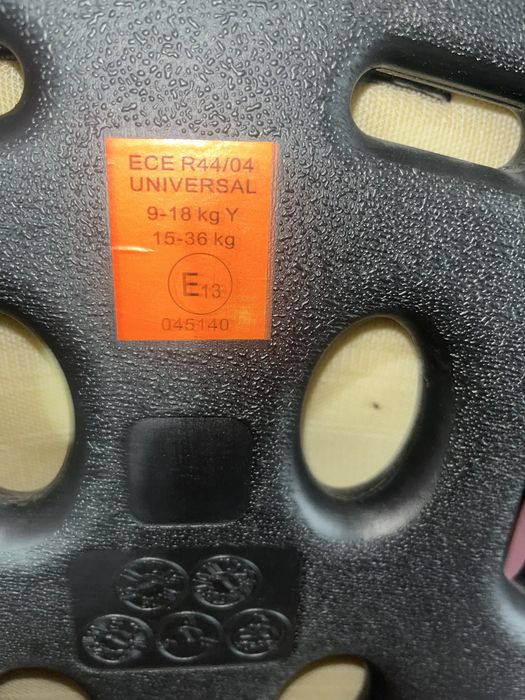 ECE R44/04
UNIVERSAL
9-18 kg Y
15-36 kg
E13
045140